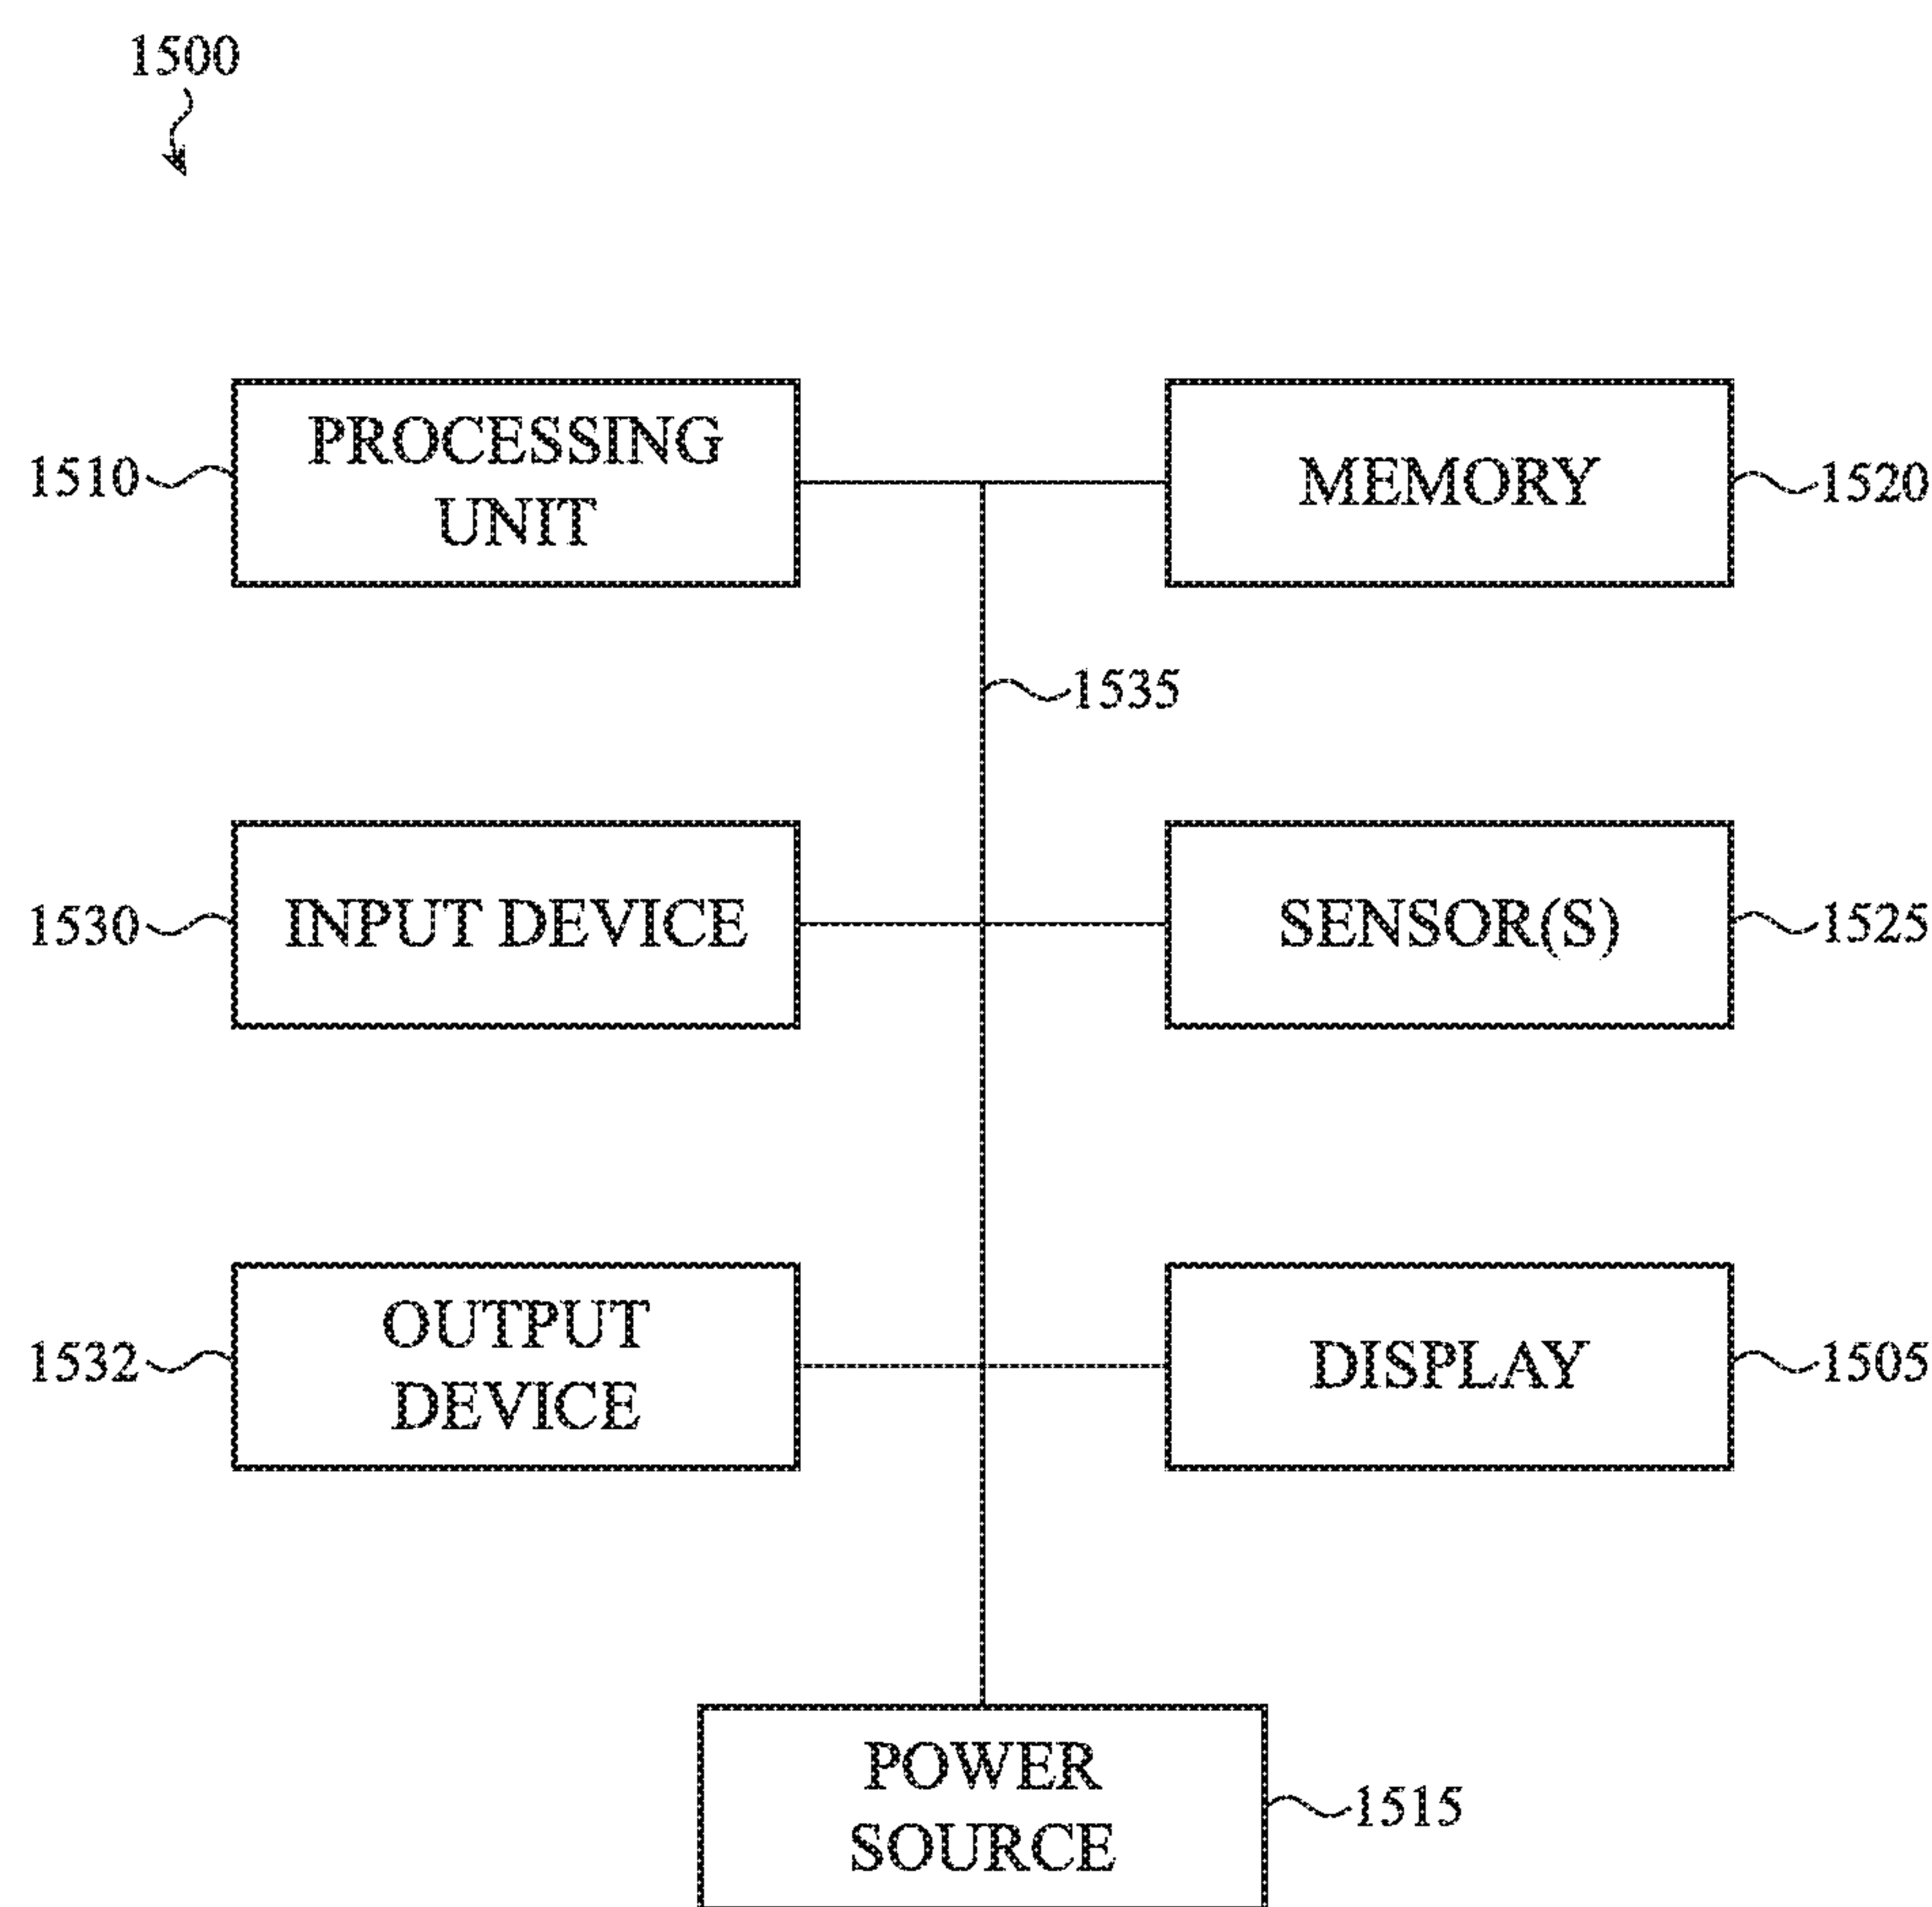 1500
PROCESSING
UNIT
1510
MEMORY
1520
1535
INPUT DEVICE
1530
SENSOR(S)
1525
OUTPUT
DEVICE
1532
DISPLAY
1505
POWER
SOURCE
1515